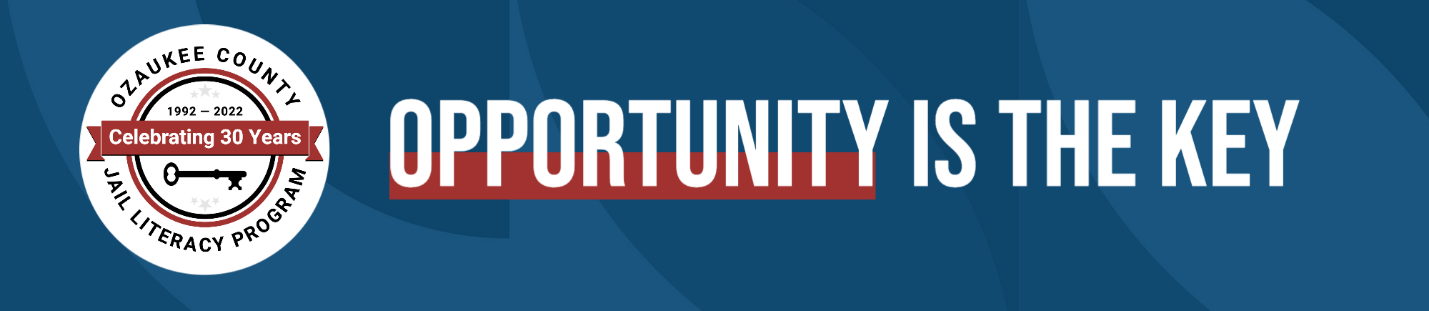 OZAUKEE COUNTY
1992 – 2022
Celebrating 30 Years
JAIL LITERACY PROGRAM
OPPORTUNITY IS THE KEY